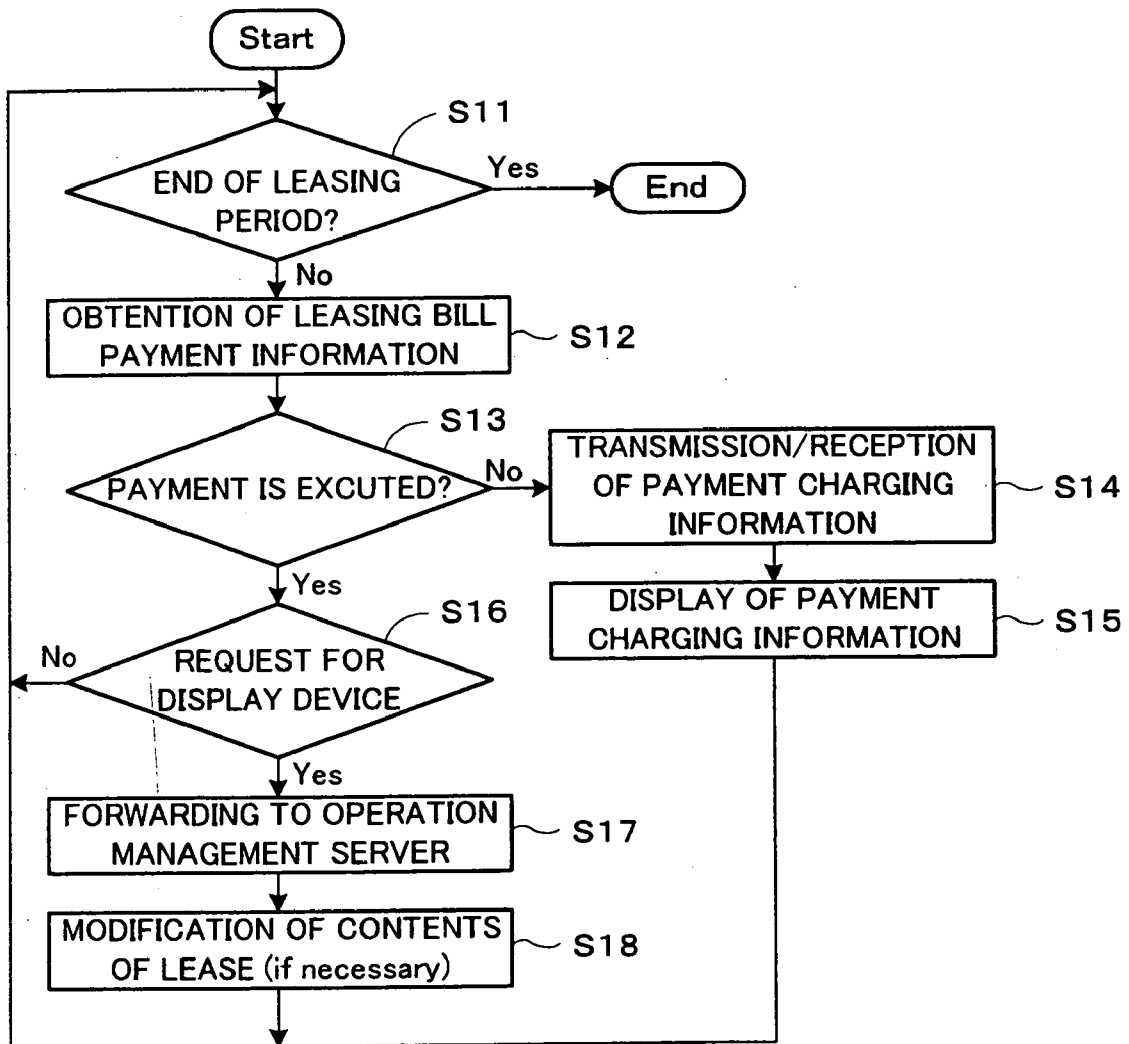 Start
S11
END OF LEASING
PERIOD?
Yes
End
No
OBTENTION OF LEASING BILL
PAYMENT INFORMATION
S12
S13
PAYMENT IS EXCUTED?
No
TRANSMISSION/RECEPTION
OF PAYMENT CHARGING
INFORMATION
S14
Yes
DISPLAY OF PAYMENT
CHARGING INFORMATION
S15
S16
No
REQUEST FOR
DISPLAY DEVICE
Yes
FORWARDING TO OPERATION
MANAGEMENT SERVER
S17
MODIFICATION OF CONTENTS
OF LEASE (if necessary)
S18